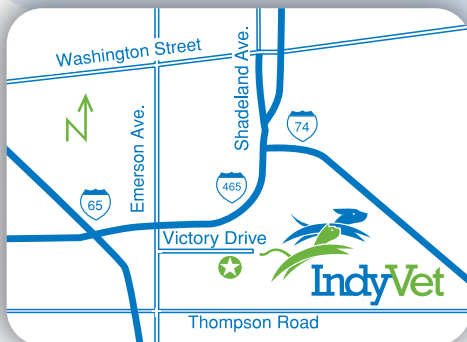 Washington Street
Shadeland Ave.
N
Emerson Ave.
74
465
65
Victory Drive
IndyVet
Thompson Road